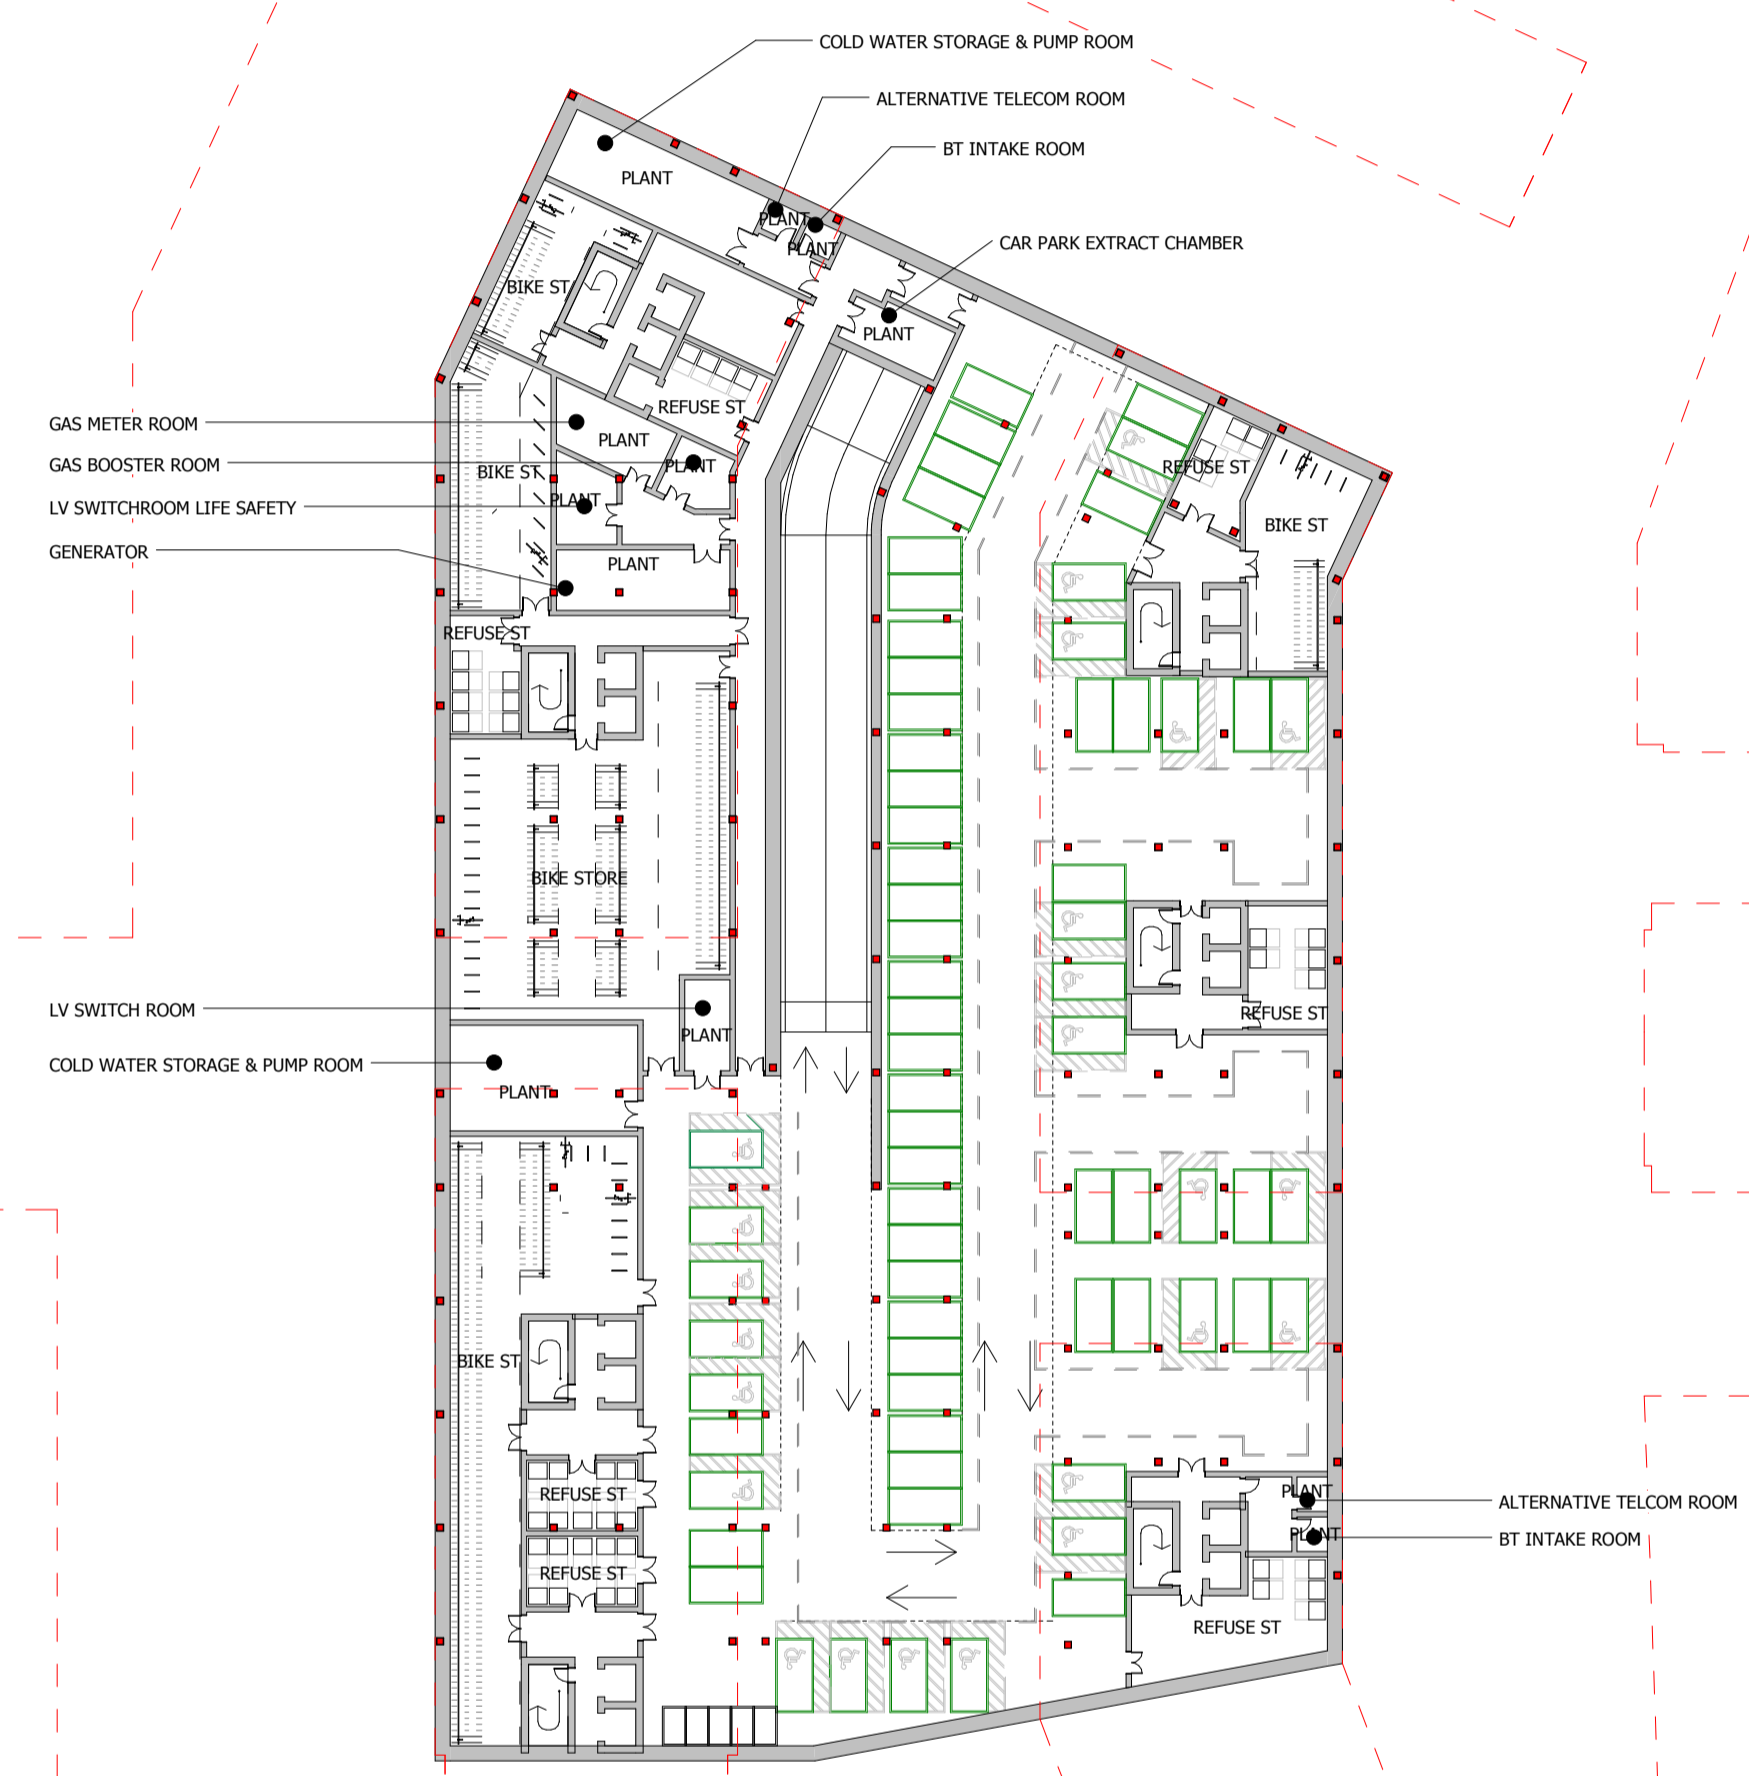 COLD WATER STORAGE & PUMP ROOM
ALTERNATIVE TELECOM ROOM
BT INTAKE ROOM
PLANT
PLANT
PLANT
CAR PARK EXTRACT CHAMBER
BIKE ST
PLANT
REFUSE ST
GAS METER ROOM
PLANT
GAS BOOSTER ROOM
PLANT
BIKE ST
REFUSE ST
PLANT
LV SWITCHROOM LIFE SAFETY
BIKE ST
GENERATOR
PLANT
REFUSE ST
BIKE STORE
LV SWITCH ROOM
REFUSE ST
PLANT
COLD WATER STORAGE & PUMP ROOM
PLANT
BIKE ST
REFUSE ST
PLANT
ALTERNATIVE TELCOM ROOM
PLANT
BT INTAKE ROOM
REFUSE ST
REFUSE ST